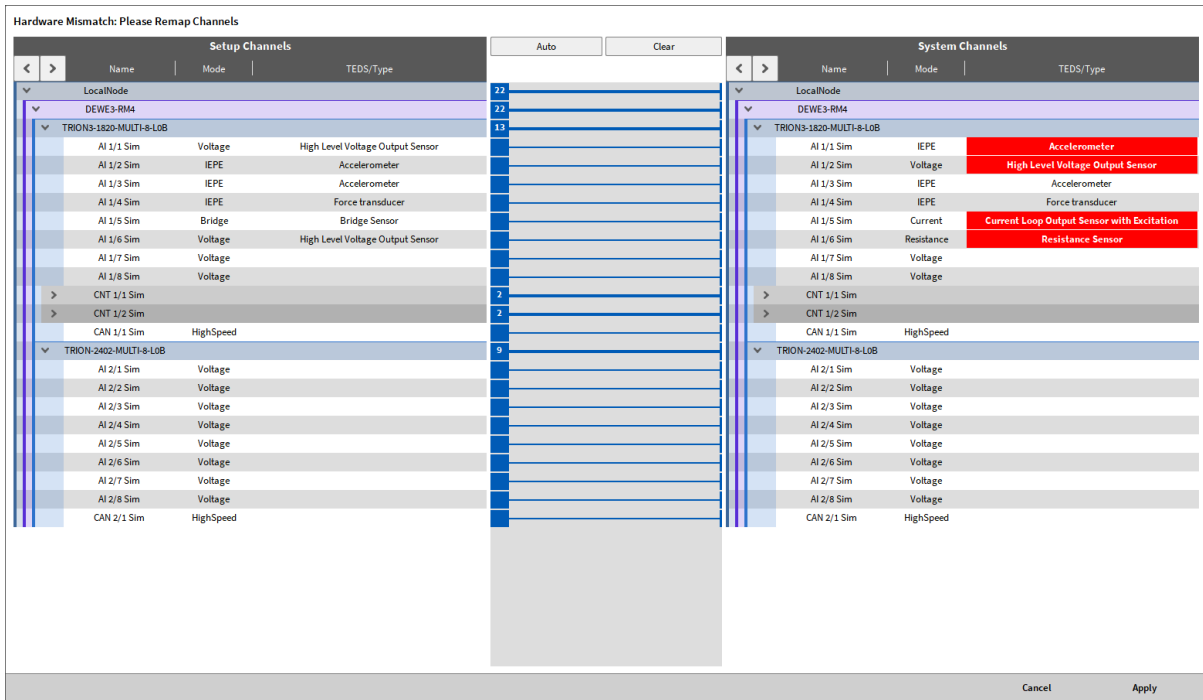 Hardware Mismatch: Please Remap Channels
Setup Channels Auto Clear System Channels
Name Mode TEDS/Type Name Mode TEDS/Type
LocalNode 22 LocalNode
DEWE3-RM4 22 DEWE3-RM4
TRION3-1820-MULTI-8-L0B 13 TRION3-1820-MULTI-8-L0B
AI 1/1 Sim Voltage High Level Voltage Output Sensor AI 1/1 Sim IEPE Accelerometer
AI 1/2 Sim IEPE Accelerometer AI 1/2 Sim Voltage High Level Voltage Output Sensor
AI 1/3 Sim IEPE Accelerometer AI 1/3 Sim IEPE Accelerometer
AI 1/4 Sim IEPE Force transducer AI 1/4 Sim IEPE Force transducer
AI 1/5 Sim Bridge Bridge Sensor AI 1/5 Sim Current Current Loop Output Sensor with Excitation
AI 1/6 Sim Voltage High Level Voltage Output Sensor AI 1/6 Sim Resistance Resistance Sensor
AI 1/7 Sim Voltage AI 1/7 Sim Voltage
AI 1/8 Sim Voltage AI 1/8 Sim Voltage
CNT 1/1 Sim 2 CNT 1/1 Sim
CNT 1/2 Sim 2 CNT 1/2 Sim
CAN 1/1 Sim HighSpeed CAN 1/1 Sim HighSpeed
TRION-2402-MULTI-8-L0B 9 TRION-2402-MULTI-8-L0B
AI 2/1 Sim Voltage AI 2/1 Sim Voltage
AI 2/2 Sim Voltage AI 2/2 Sim Voltage
AI 2/3 Sim Voltage AI 2/3 Sim Voltage
AI 2/4 Sim Voltage AI 2/4 Sim Voltage
AI 2/5 Sim Voltage AI 2/5 Sim Voltage
AI 2/6 Sim Voltage AI 2/6 Sim Voltage
AI 2/7 Sim Voltage AI 2/7 Sim Voltage
AI 2/8 Sim Voltage AI 2/8 Sim Voltage
CAN 2/1 Sim HighSpeed CAN 2/1 Sim HighSpeed
Cancel Apply